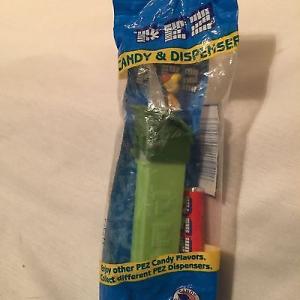 PEZ
CANDY & DISPENSER
Enjoy other PEZ Candy Flavors.
Collect different PEZ Dispensers.